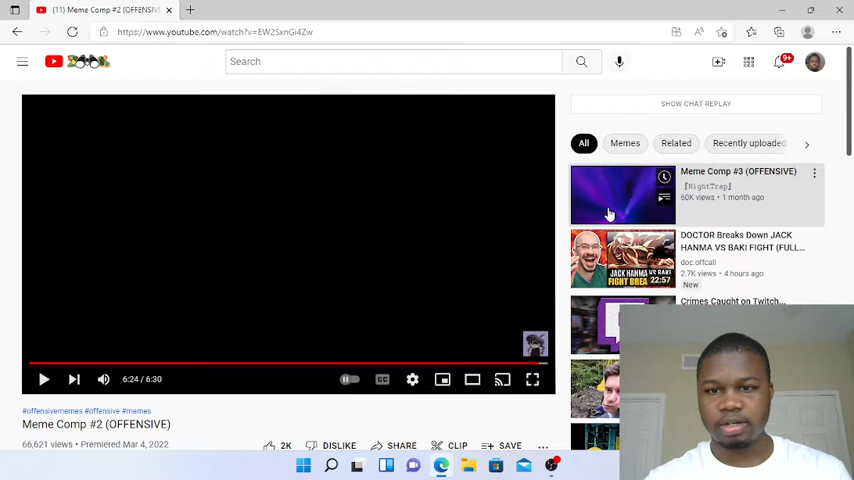 (11) Meme Comp #2 (OFFENSIV
https://www.youtube.com/watch?v=EW2SxnGi4Zw
Search
9+
SHOW CHAT REPLAY
All
Memes
Related
Recently uploaded
Meme Comp #3 (OFFENSIVE)
『NightTrap』
60K views • 1 month ago
DOCTOR Breaks Down JACK
HANMA VS BAKI FIGHT (FULL...
doc.offcall
2.7K views • 4 hours ago
New
JACK HANMA VS BAKI
FIGHT BREA
22:57
Crimes Caught on Twitch...
6:24 / 6:30
CC
#offensivememes #offensive #memes
Meme Comp #2 (OFFENSIVE)
66,621 views • Premiered Mar 4, 2022
2K
DISLIKE
SHARE
CLIP
SAVE